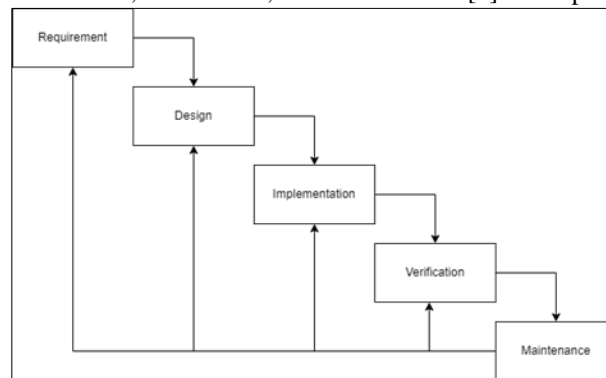 Requirement
Design
Implementation
Verification
Maintenance